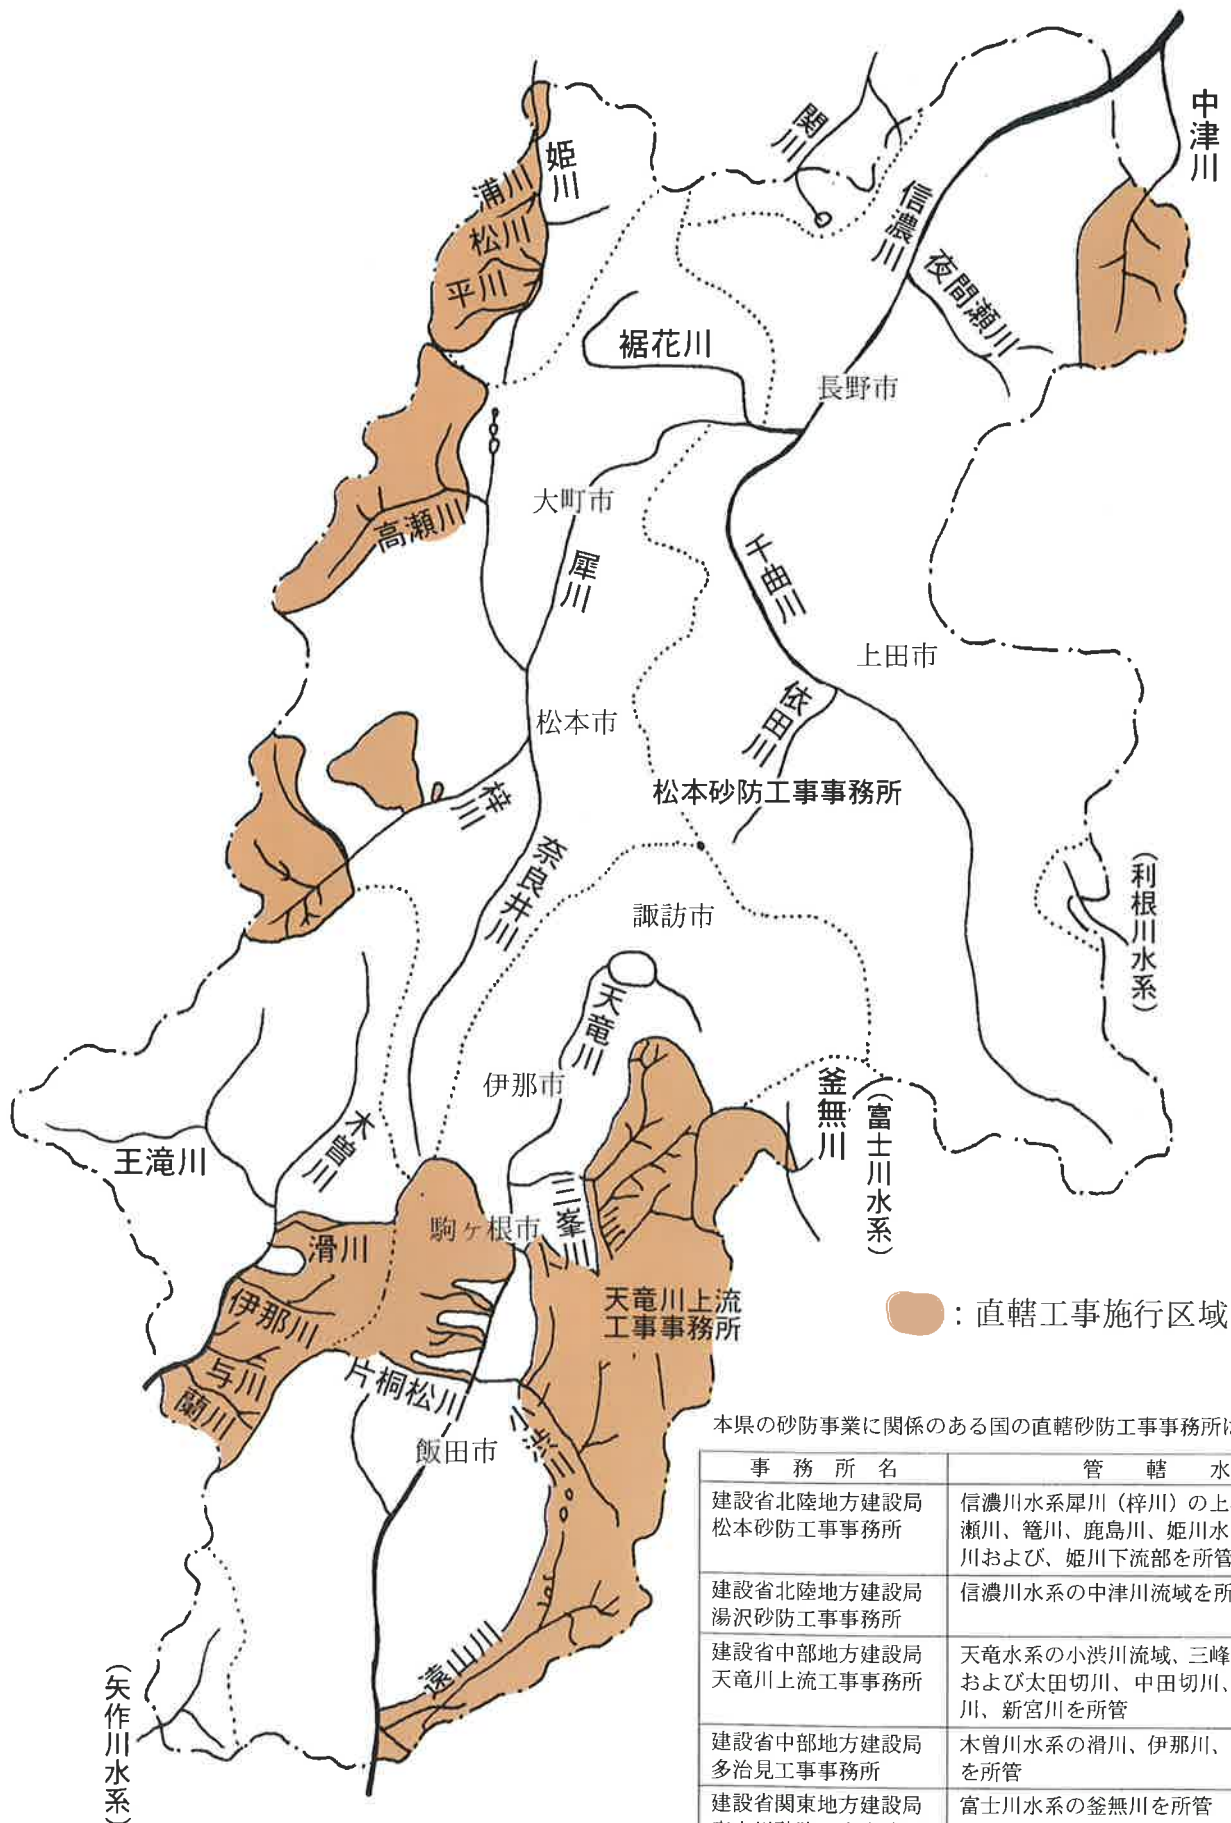 中津川
関川
姫川
浦川
松川
平川
信濃川
夜間瀬川
裾花川
長野市
大町市
高瀬川
犀川
千曲川
上田市
依田川
松本市
松本砂防工事事務所
梓川
奈良井川
諏訪市
(利根川水系)
天竜川
伊那市
釜無川
(富士川水系)
木曽川
王滝川
三峯川
駒ヶ根市
滑川
伊那川
与川
蘭川
天竜川上流
工事事務所
:直轄工事施行区域
片桐松川
小渋川
飯田市
遠山川
(矢作川水系)
本県の砂防事業に関係のある国の直轄砂防工事事務所は
事務所名
管轄水
建設省北陸地方建設局
松本砂防工事事務所
信濃川水系犀川(梓川)の上
瀬川、篭川、鹿島川、姫川水
川および、姫川下流部を所管
建設省北陸地方建設局
湯沢砂防工事事務所
信濃川水系の中津川流域を所
建設省中部地方建設局
天竜川上流工事事務所
天竜水系の小渋川流域、三峰
および太田切川、中田切川、
川、新宮川を所管
建設省中部地方建設局
多治見工事事務所
木曽川水系の滑川、伊那川、
を所管
建設省関東地方建設局
富士川水系の釜無川を所管